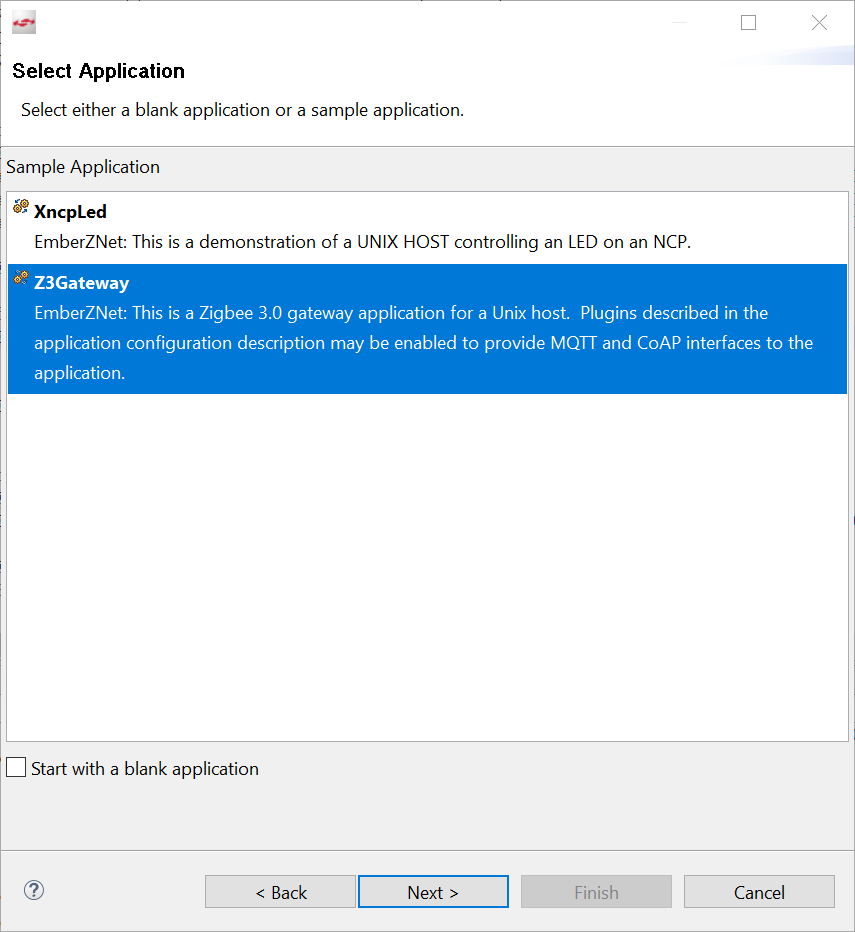 Select Application
Select either a blank application or a sample application.
Sample Application
XncpLed
EmberZNet: This is a demonstration of a UNIX HOST controlling an LED on an NCP.
Z3Gateway
EmberZNet: This is a Zigbee 3.0 gateway application for a Unix host.  Plugins described in the
application configuration description may be enabled to provide MQTT and CoAP interfaces to the
application.
Start with a blank application
?
< Back
Next >
Finish
Cancel